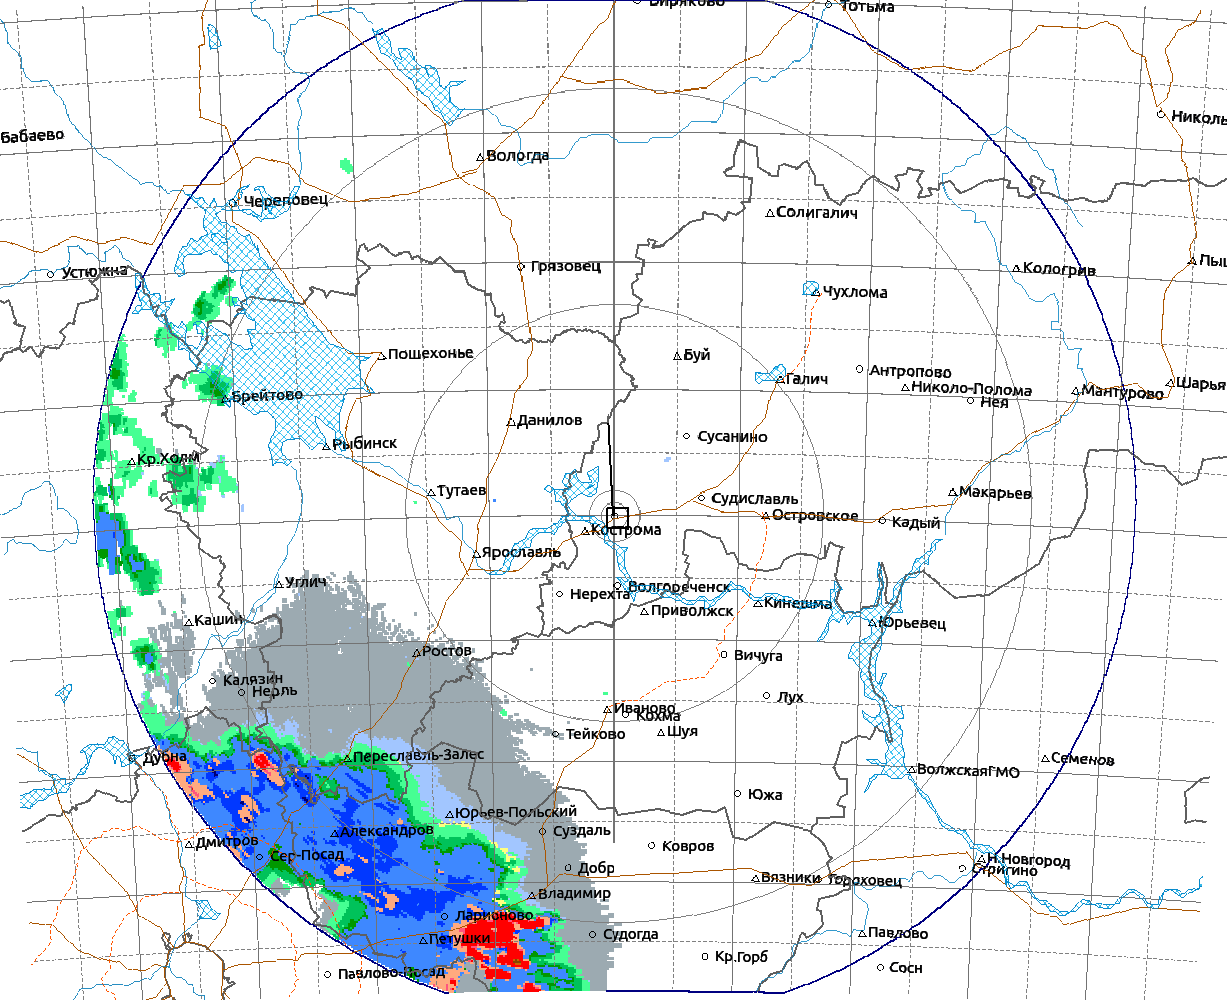 Биряково
Тотьма
Николь
Бабаево
Вологда
Череповец
Солигалич
Грязовец
Устюжна
Кологрив
Пыщ
Чухлома
Пошехонье
Буй
Галич
Антропово
Николо-Полома
Нея
Мантурово
Шарья
Брейтово
Данилов
Сусанино
Рыбинск
Кр.Холм
Тутаев
Судиславль
Макарьев
Островское
Кадый
Кострома
Ярославль
Углич
Нерехта
Волгореченск
Приволжск
Кинешма
Юрьевец
Кашин
Ростов
Вичуга
Калязин
Нерль
Лух
Иваново
Кохма
Тейково
Шуя
Дубна
Переславль-Залес
ВолжскаяГМО
Семенов
Южа
Юрьев-Польский
Александров
Суздаль
Дмитров
Сер-Посад
Ковров
Добр
Н.Новгород
Стригино
Вязники
Гороховец
Владимир
Ларионово
Петушки
Судогда
Павлово
Кр.Горб
Сосн
Павлово-Посад